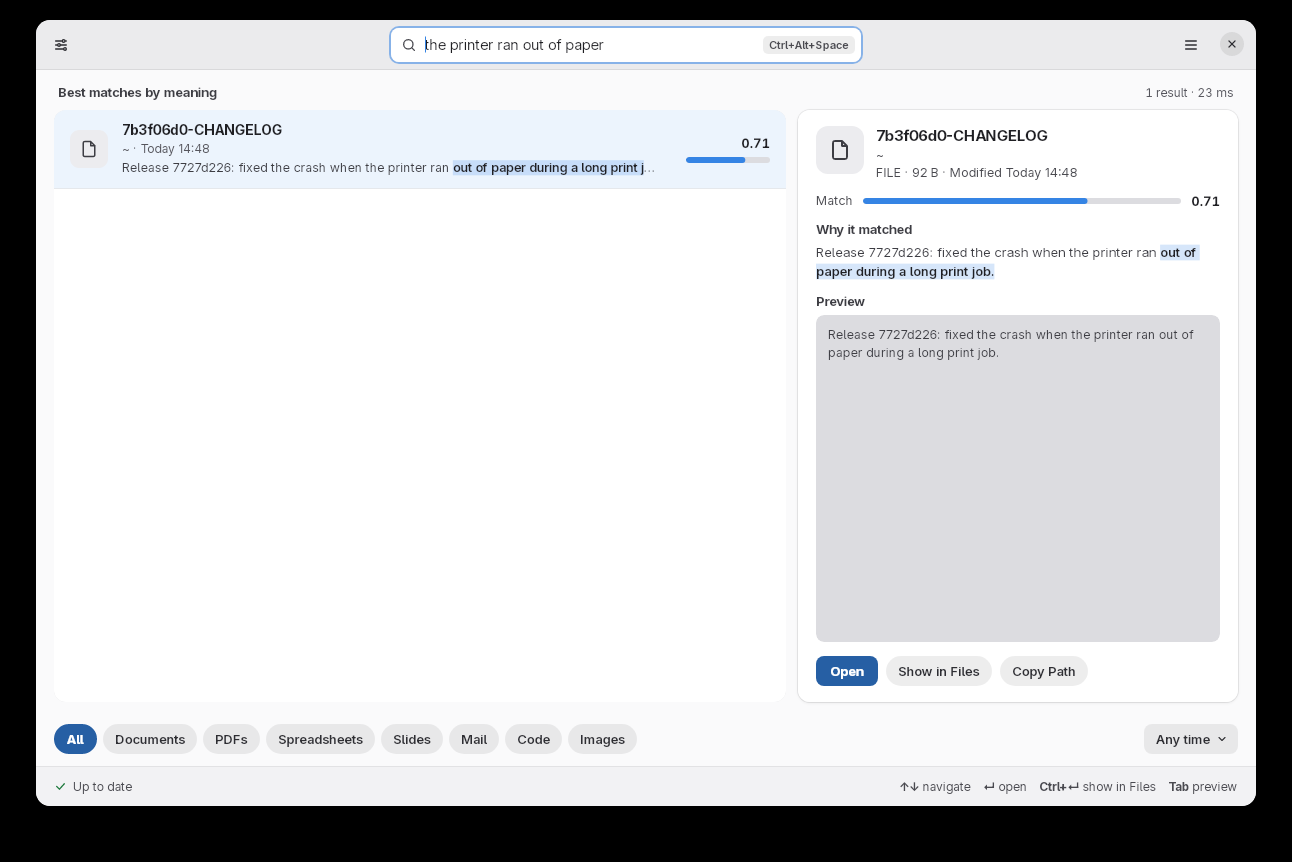 the printer ran out of paper
Ctrl+Alt+Space
Best matches by meaning
1 result · 23 ms
7b3f06d0-CHANGELOG
~ · Today 14:48
Release 7727d226: fixed the crash when the printer ran out of paper during a long print j…
0.71
7b3f06d0-CHANGELOG
~
FILE · 92 B · Modified Today 14:48
Match 0.71
Why it matched
Release 7727d226: fixed the crash when the printer ran out of
paper during a long print job.
Preview
Release 7727d226: fixed the crash when the printer ran out of
paper during a long print job.
Open Show in Files Copy Path
All Documents PDFs Spreadsheets Slides Mail Code Images
Any time
Up to date
↑↓ navigate ↵ open Ctrl+↵ show in Files Tab preview